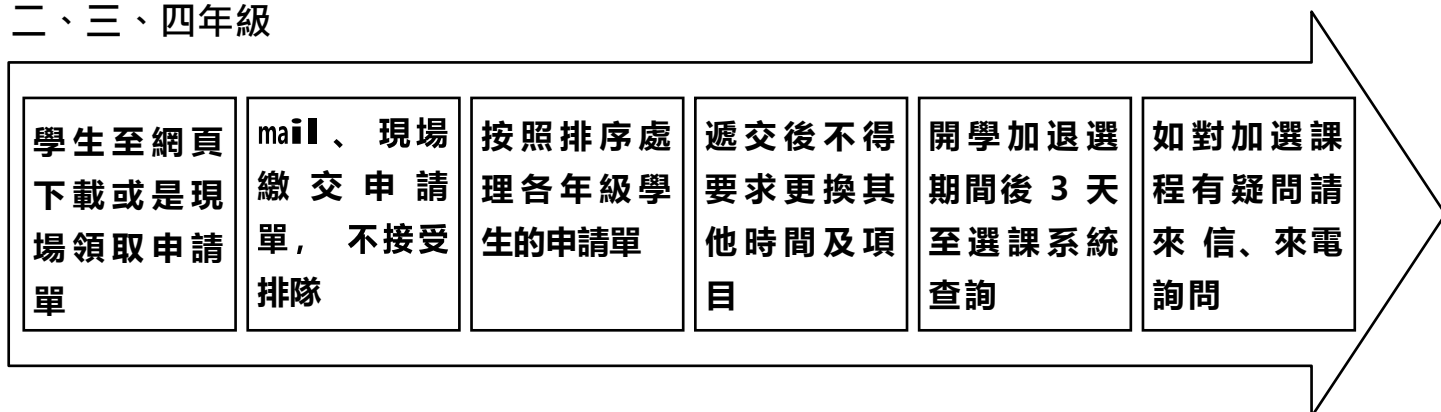 二、三、四年級
學生至網頁
下載或是現
場領取申請
單
mail、 現場
繳交申請
單， 不接受
排隊
按照排序處
理各年級學
生的申請單
遞交後不得
要求更換其
他時間及項
目
開學加退選
期間後 3 天
至選課系統
查詢
如對加選課
程有疑問請
來 信、來電
詢問